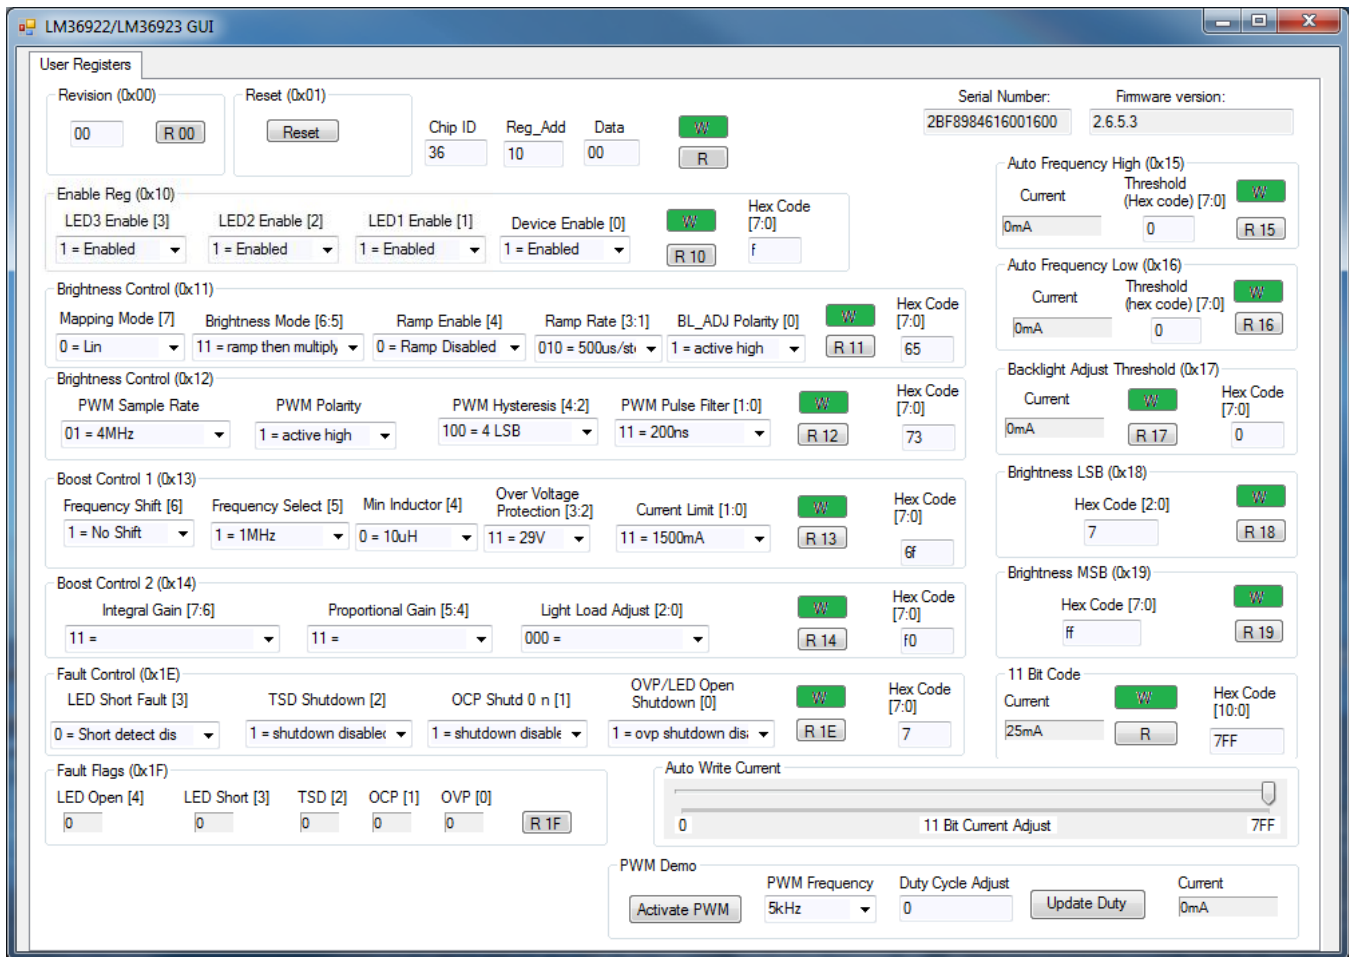 LM36922/LM36923 GUI
User Registers
Revision (0x00)
00 R 00
Reset (0x01)
Reset
Chip ID Reg_Add Data
36 10 00 W
R
Serial Number: Firmware version:
2BF8984616001600 2.6.5.3
Enable Reg (0x10)
LED3 Enable [3] LED2 Enable [2] LED1 Enable [1] Device Enable [0] W Hex Code
[7:0]
1 = Enabled 1 = Enabled 1 = Enabled 1 = Enabled R 10 f
Brightness Control (0x11)
Mapping Mode [7] Brightness Mode [6:5] Ramp Enable [4] Ramp Rate [3:1] BL_ADJ Polarity [0] W Hex Code
[7:0]
0 = Lin 11 = ramp then multiply 0 = Ramp Disabled 010 = 500us/st 1 = active high R 11 65
Brightness Control (0x12)
PWM Sample Rate PWM Polarity PWM Hysteresis [4:2] PWM Pulse Filter [1:0] W Hex Code
[7:0]
01 = 4MHz 1 = active high 100 = 4 LSB 11 = 200ns R 12 73
Boost Control 1 (0x13)
Frequency Shift [6] Frequency Select [5] Min Inductor [4] Over Voltage
Protection [3:2] Current Limit [1:0] W Hex Code
[7:0]
1 = No Shift 1 = 1MHz 0 = 10uH 11 = 29V 11 = 1500mA R 13 6f
Boost Control 2 (0x14)
Integral Gain [7:6] Proportional Gain [5:4] Light Load Adjust [2:0] W Hex Code
[7:0]
11 = 11 = 000 = R 14 f0
Fault Control (0x1E)
LED Short Fault [3] TSD Shutdown [2] OCP Shutd 0 n [1] OVP/LED Open
Shutdown [0] W Hex Code
[7:0]
0 = Short detect dis 1 = shutdown disablec 1 = shutdown disable 1 = ovp shutdown dis R 1E 7
Fault Flags (0x1F)
LED Open [4] LED Short [3] TSD [2] OCP [1] OVP [0]
0 0 0 0 0 R 1F
Auto Frequency High (0x15)
Current Threshold
(Hex code) [7:0] W
0mA 0 R 15
Auto Frequency Low (0x16)
Current Threshold
(hex code) [7:0] W
0mA 0 R 16
Backlight Adjust Threshold (0x17)
Current W Hex Code
[7:0]
0mA R 17 0
Brightness LSB (0x18)
Hex Code [2:0] W
7 R 18
Brightness MSB (0x19)
Hex Code [7:0] W
ff R 19
11 Bit Code
Current W Hex Code
[10:0]
25mA R 7FF
Auto Write Current
0 11 Bit Current Adjust 7FF
PWM Demo
PWM Frequency Duty Cycle Adjust Current
Activate PWM 5kHz 0 Update Duty 0mA